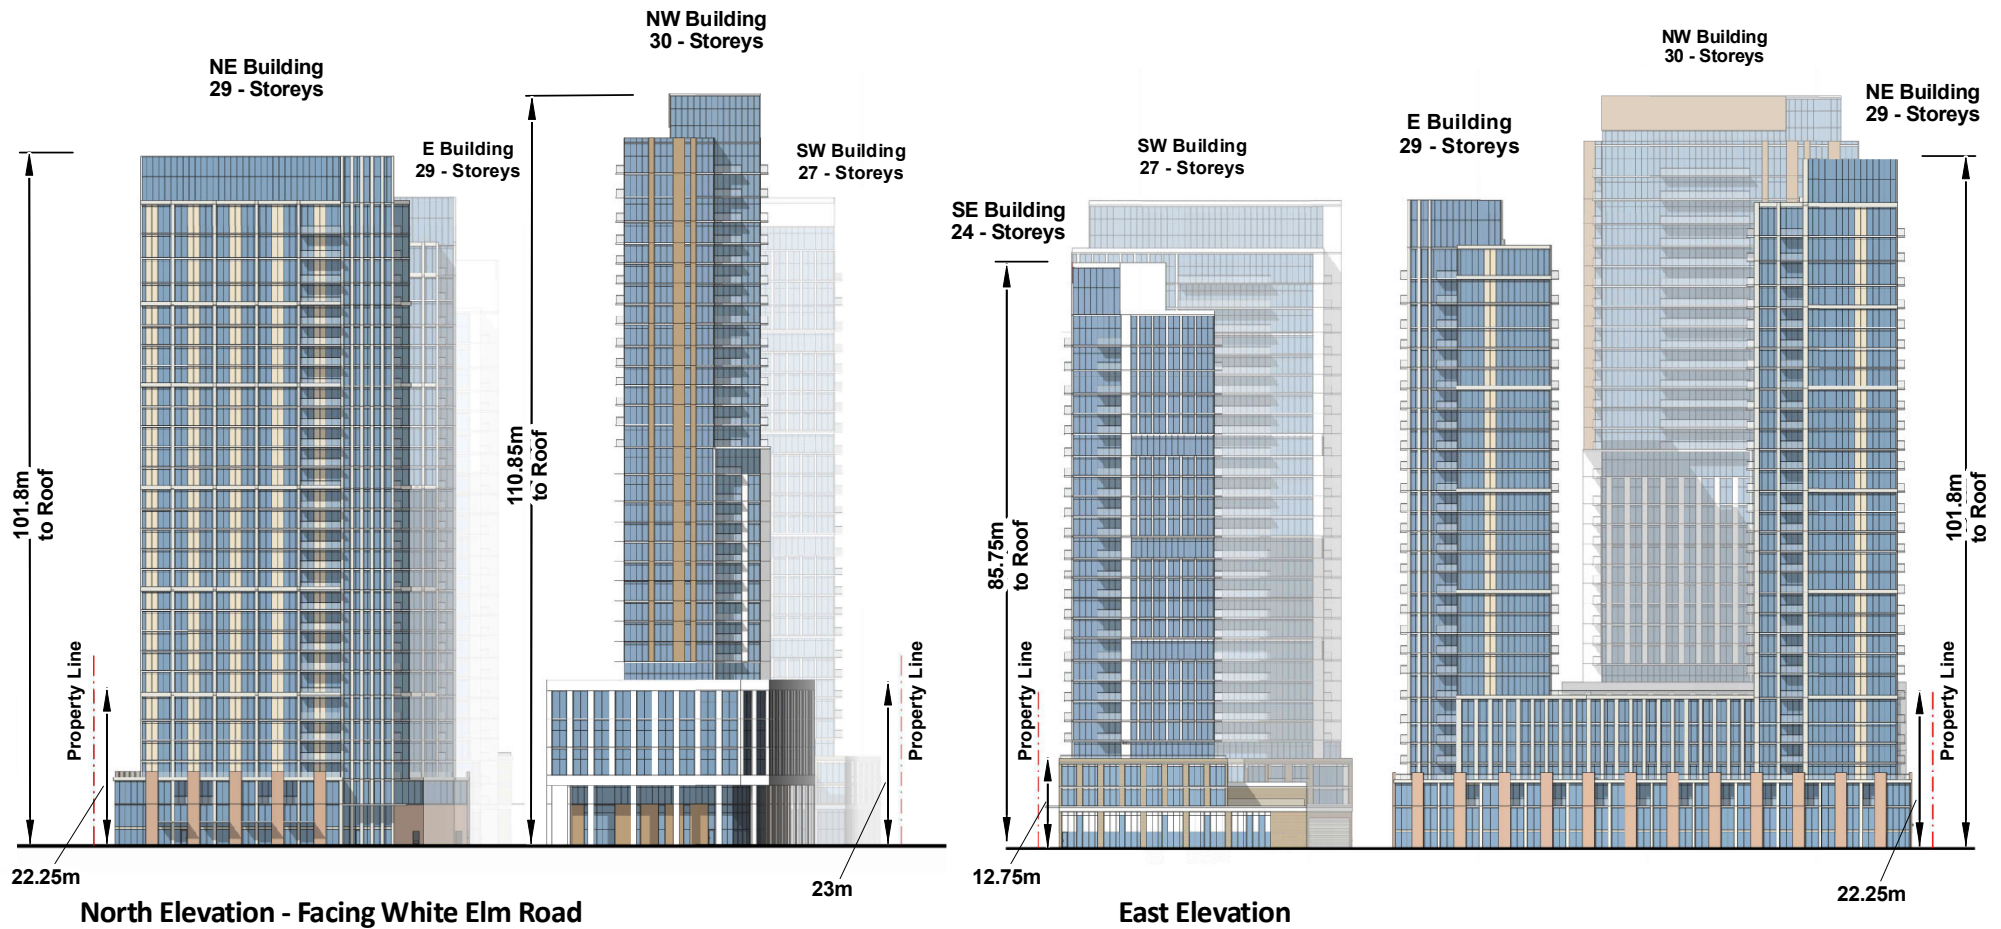 NW Building
30 - Storeys
NE Building
29 - Storeys
E Building
29 - Storeys
SW Building
27 - Storeys
101.8m
to Roof
110.85m
to Roof
Property Line
Property Line
22.25m
23m
North Elevation - Facing White Elm Road
NW Building
30 - Storeys
NE Building
29 - Storeys
E Building
29 - Storeys
SW Building
27 - Storeys
SE Building
24 - Storeys
85.75m
to Roof
101.8m
to Roof
Property Line
Property Line
12.75m
22.25m
East Elevation